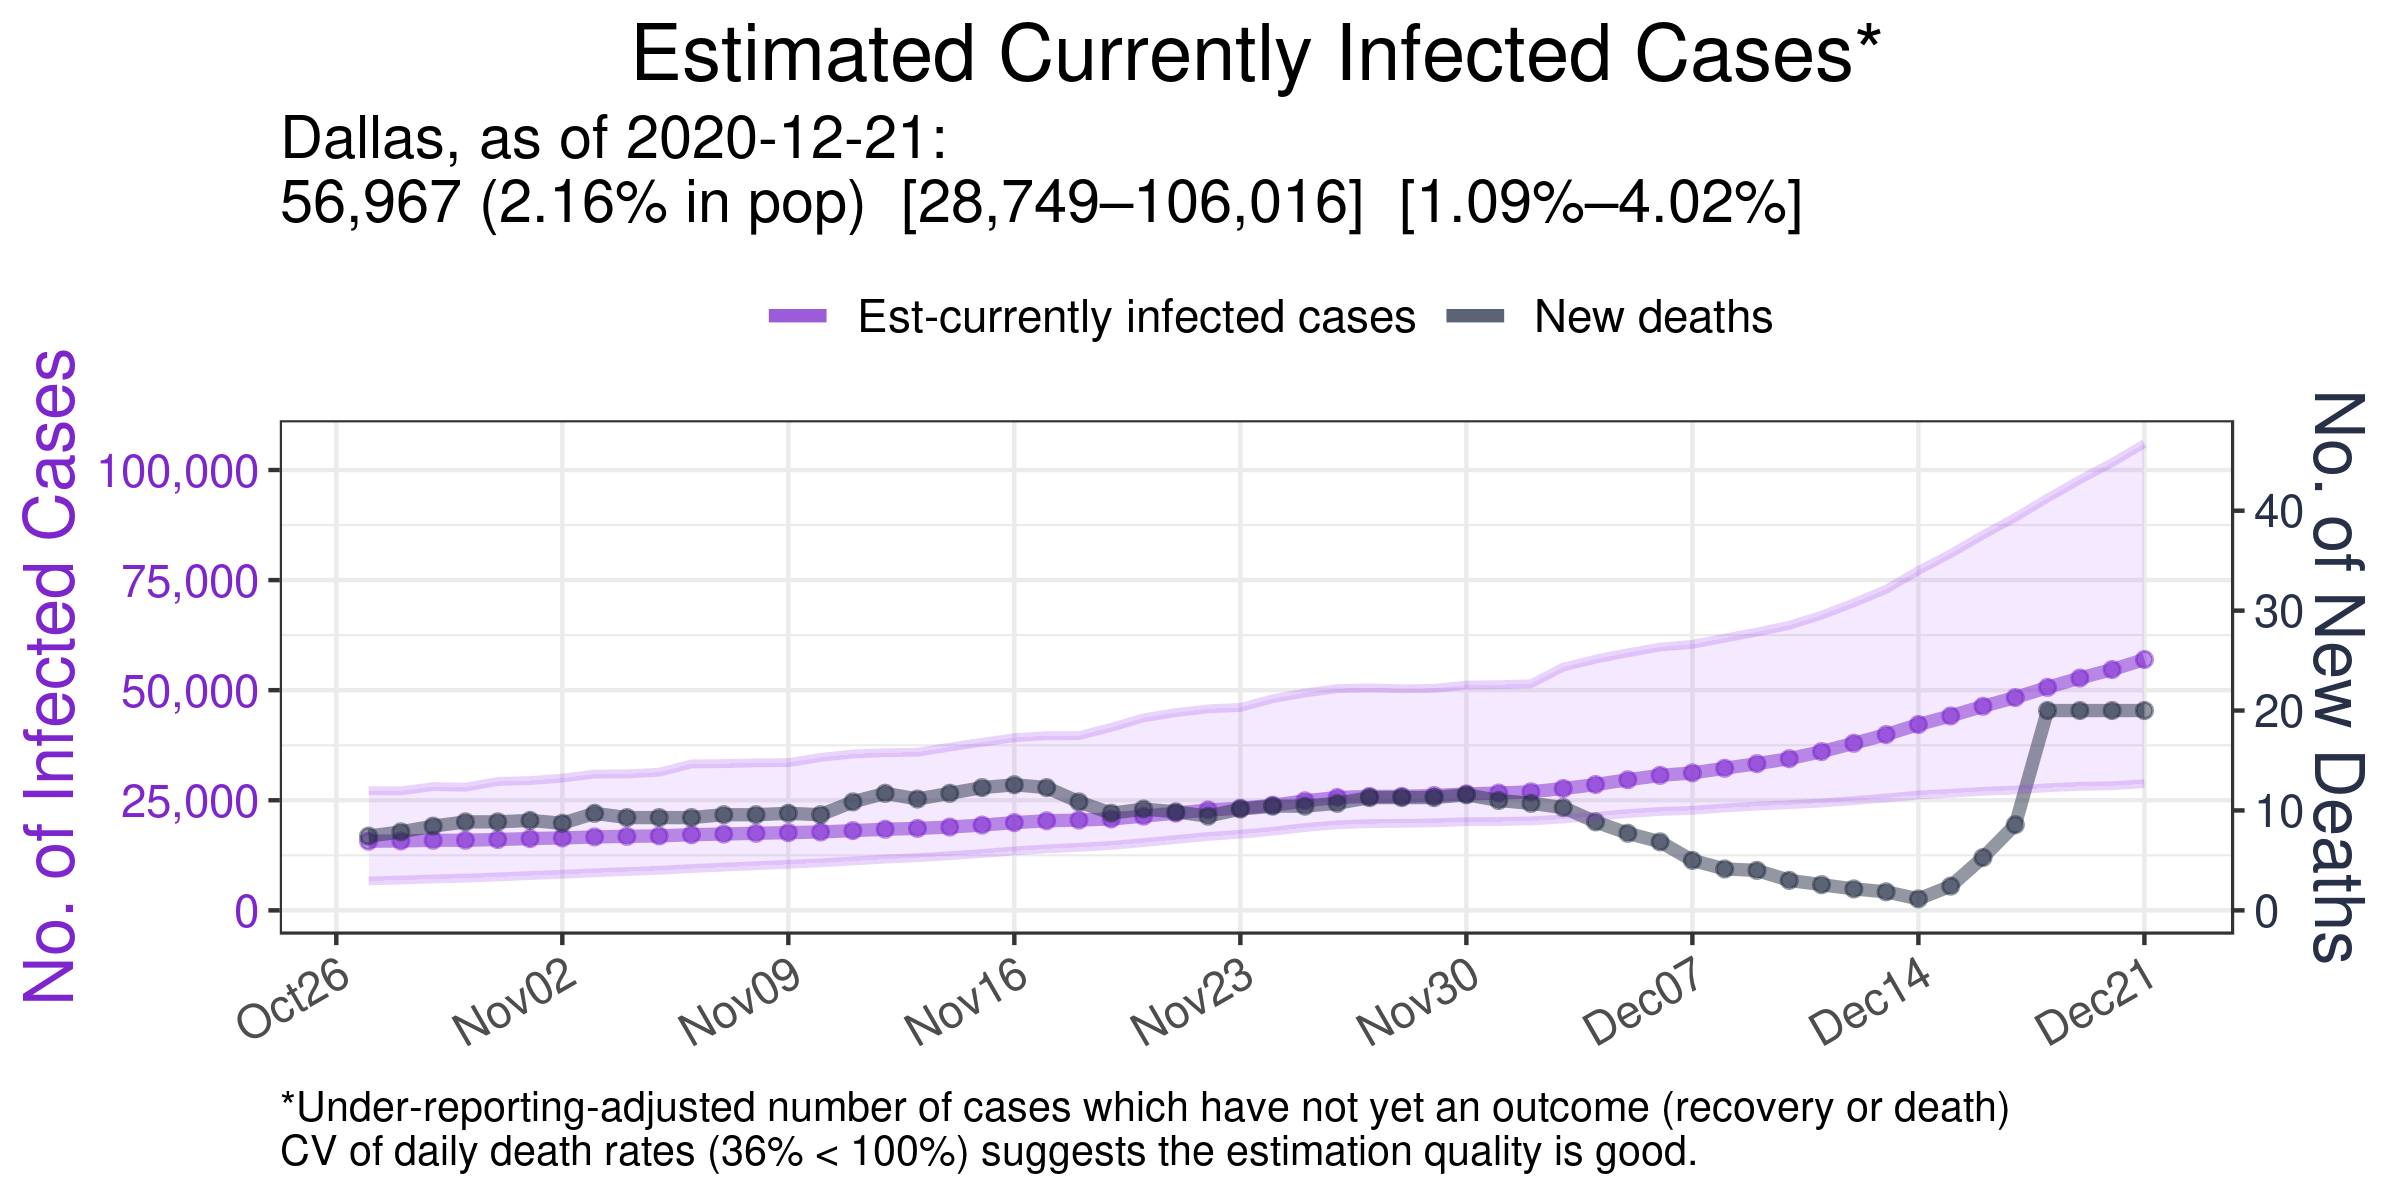 Estimated Currently Infected Cases*
Dallas, as of 2020-12-21:
56,967 (2.16% in pop)  [28,749–106,016]  [1.09%–4.02%]
Est-currently infected cases
New deaths
No. of Infected Cases
100,000
75,000
50,000
25,000
0
No. of New Deaths
40
30
20
10
0
Oct26
Nov02
Nov09
Nov16
Nov23
Nov30
Dec07
Dec14
Dec21
*Under-reporting-adjusted number of cases which have not yet an outcome (recovery or death)
CV of daily death rates (36% < 100%) suggests the estimation quality is good.